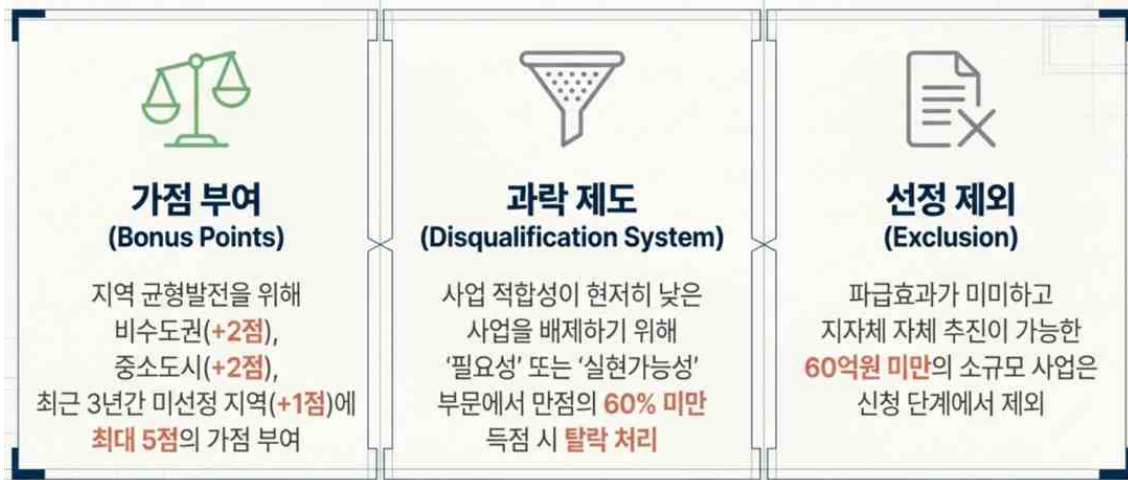 가점 부여
(Bonus Points)
지역 균형발전을 위해
비수도권(+2점),
중소도시(+2점),
최근 3년간 미선정 지역(+1점)에
최대 5점의 가점 부여
과락 제도
(Disqualification System)
사업 적합성이 현저히 낮은
사업을 배제하기 위해
‘필요성’ 또는 ‘실현가능성’
부문에서 만점의 60% 미만
득점 시 탈락 처리
선정 제외
(Exclusion)
파급효과가 미미하고
지자체 자체 추진이 가능한
60억원 미만의 소규모 사업은
신청 단계에서 제외